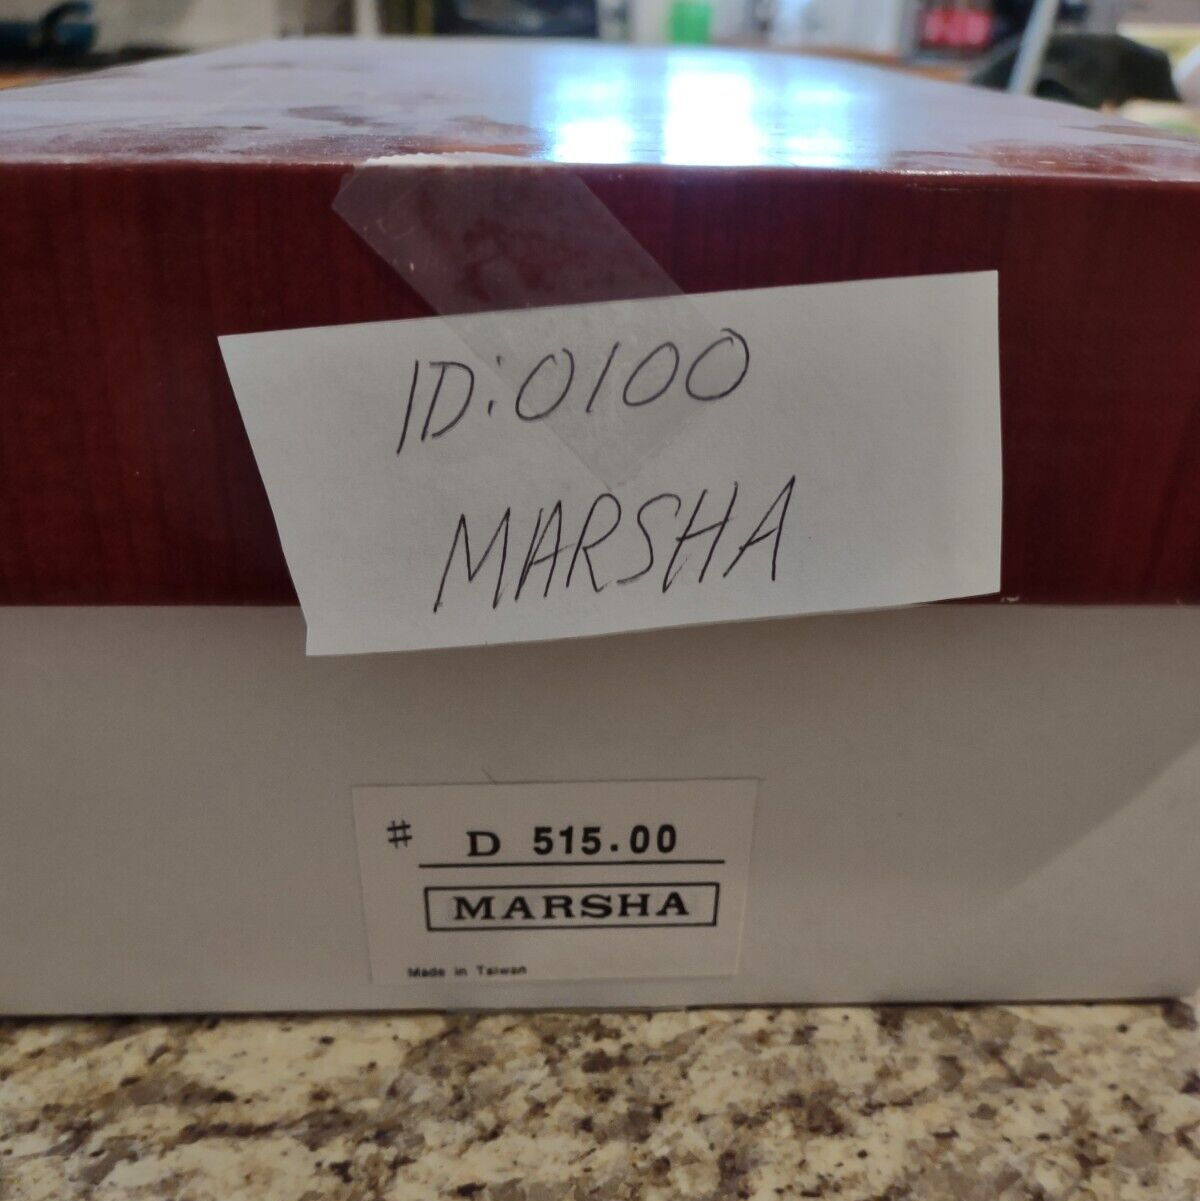 ID:0100
MARSHA
# D 515.00
MARSHA
Made in Taiwan